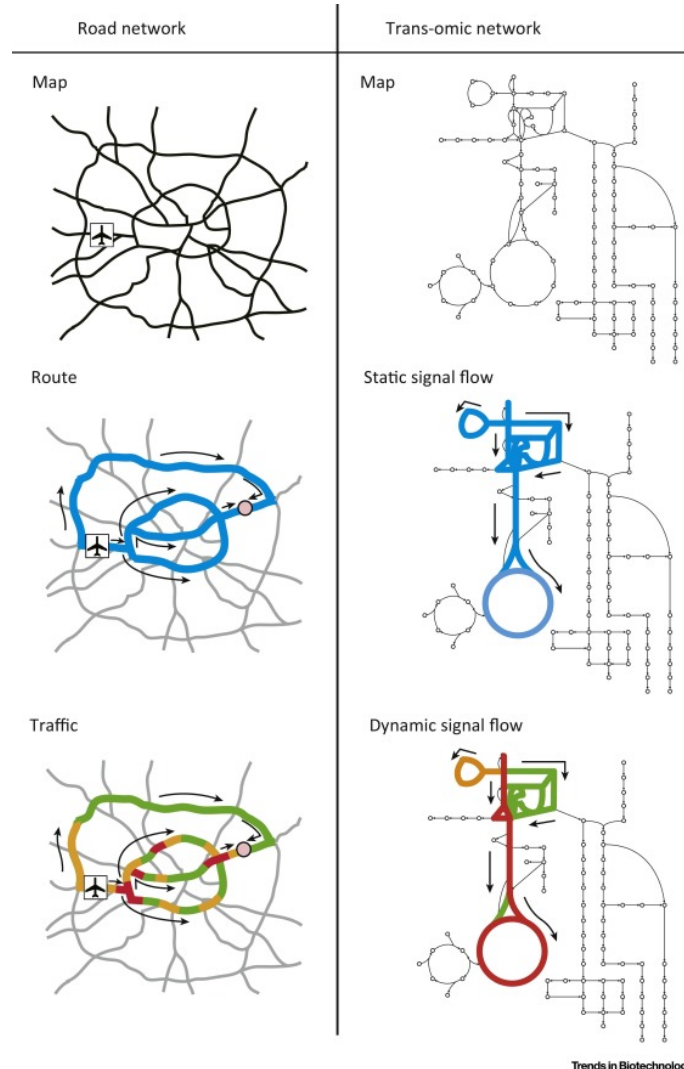 Road network
Trans-omic network
Map
Map
Route
Static signal flow
Traffic
Dynamic signal flow